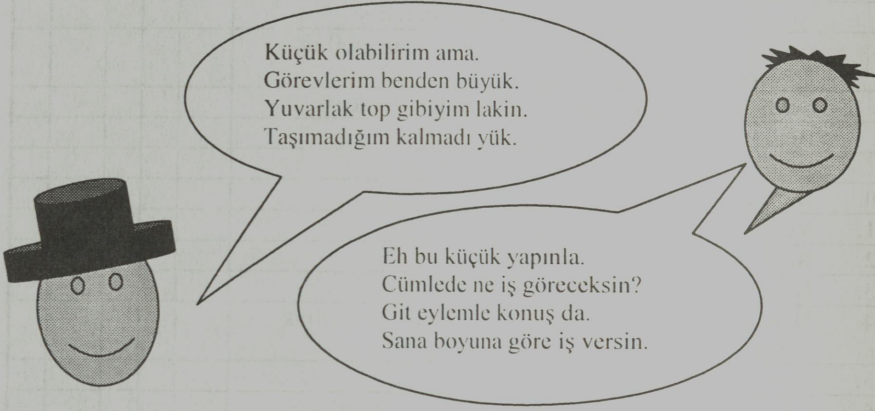 Küçük olabilirim ama.
Görevlerim benden büyük.
Yuvarlak top gibiyim lakin.
Taşımadığım kalmadı yük.
Eh bu küçük yapınla.
Cümlede ne iş göreceksin?
Git eylemle konuş da.
Sana boyuna göre iş versin.